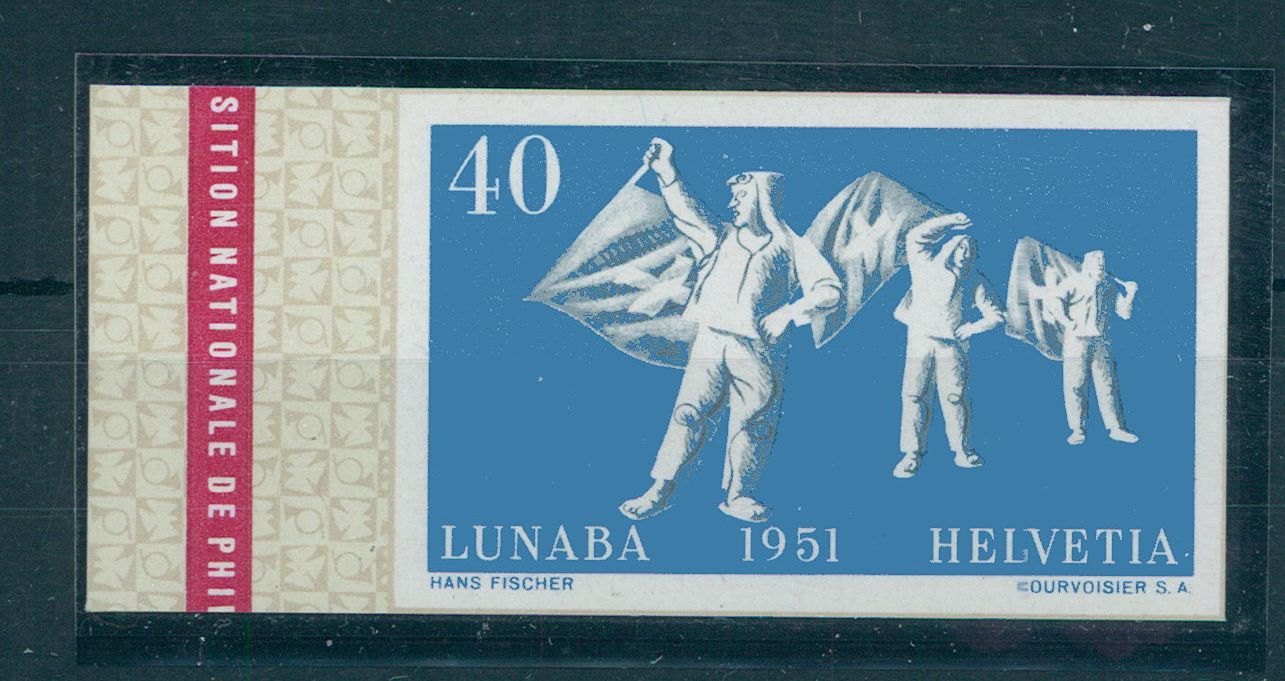 SITION NATIONALE DE PHI
40
LUNABA 1951 HELVETIA
HANS FISCHER OURVOISIER S. A.